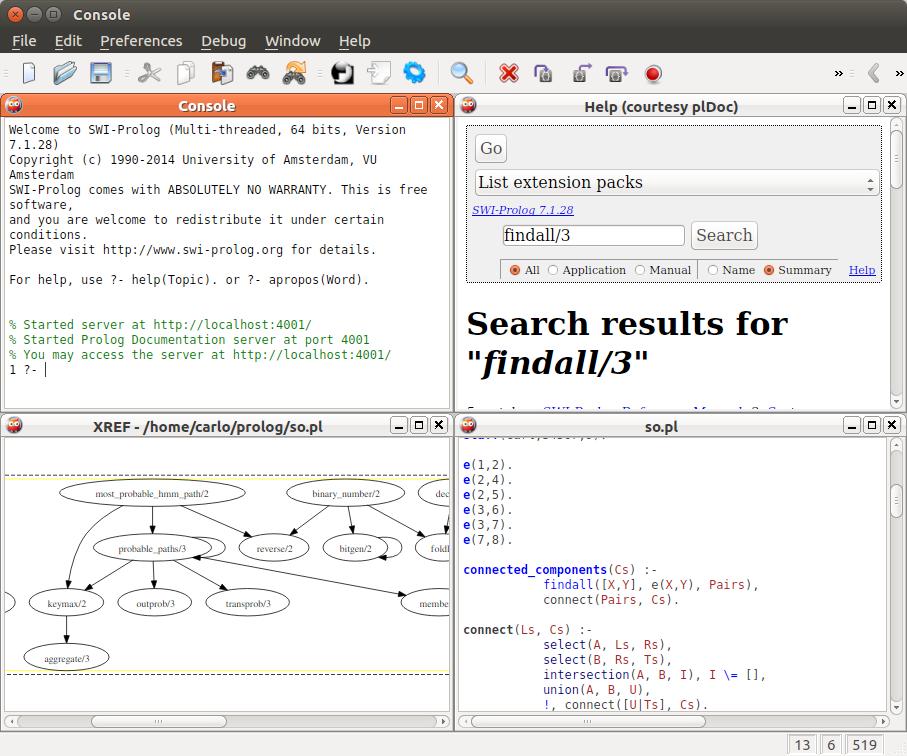 Console
File Edit Preferences Debug Window Help
Console
Welcome to SWI-Prolog (Multi-threaded, 64 bits, Version
7.1.28)
Copyright (c) 1990-2014 University of Amsterdam, VU
Amsterdam
SWI-Prolog comes with ABSOLUTELY NO WARRANTY. This is free
software,
and you are welcome to redistribute it under certain
conditions.
Please visit http://www.swi-prolog.org for details.
For help, use ?- help(Topic). or ?- apropos(Word).
% Started server at http://localhost:4001/
% Started Prolog Documentation server at port 4001
% You may access the server at http://localhost:4001/
1 ?-
Help (courtesy plDoc)
Go
List extension packs
SWI-Prolog 7.1.28
findall/3 Search
All Application Manual Name Summary Help
Search results for
"findall/3"
XREF - /home/carlo/prolog/so.pl
most_probable_hmm_path/2 binary_number/2 dec
probable_paths/3 reverse/2 bitgen/2 foldl
keymax/2 outprob/3 transprob/3 membe
aggregate/3
so.pl
e(1,2).
e(2,4).
e(2,5).
e(3,6).
e(3,7).
e(7,8).
connected_components(Cs) :-
findall([X,Y], e(X,Y), Pairs),
connect(Pairs, Cs).
connect(Ls, Cs) :-
select(A, Ls, Rs),
select(B, Rs, Ts),
intersection(A, B, I), I \= [],
union(A, B, U),
!, connect([U|Ts], Cs).
13 6 519